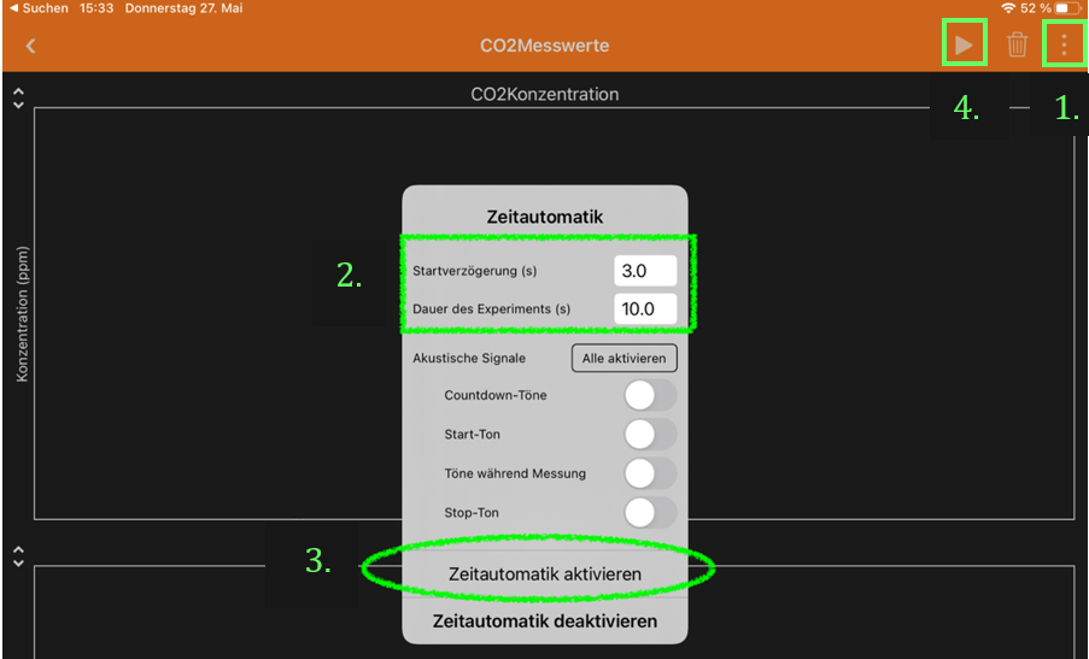 Suchen 15:33 Donnerstag 27. Mai 52 %
CO2Messwerte
CO2Konzentration
4. 1.
Zeitautomatik
2.
Startverzögerung (s) 3.0
Dauer des Experiments (s) 10.0
Konzentration (ppm)
Akustische Signale Alle aktivieren
Countdown-Töne
Start-Ton
Töne während Messung
Stop-Ton
3.
Zeitautomatik aktivieren
Zeitautomatik deaktivieren